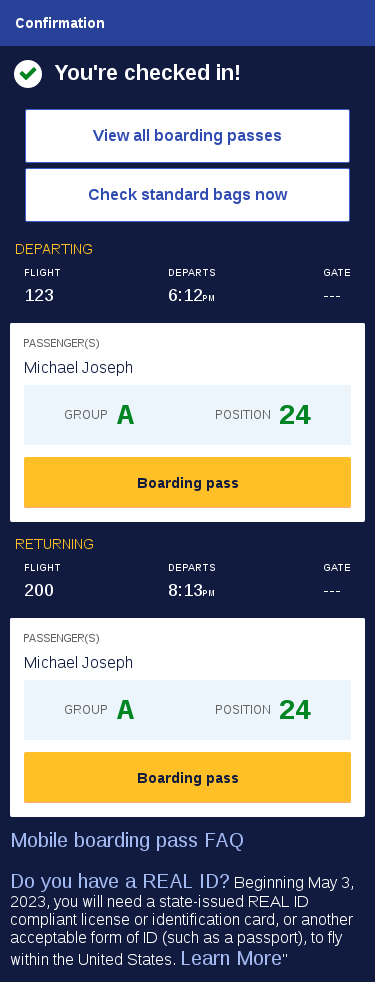 Confirmation
You're checked in!
View all boarding passes
Check standard bags now
DEPARTING
FLIGHT DEPARTS GATE
123 6:12PM ---
PASSENGER(S)
Michael Joseph
GROUP A POSITION 24
Boarding pass
RETURNING
FLIGHT DEPARTS GATE
200 8:13PM ---
PASSENGER(S)
Michael Joseph
GROUP A POSITION 24
Boarding pass
Mobile boarding pass FAQ
Do you have a REAL ID? Beginning May 3,
2023, you will need a state-issued REAL ID
compliant license or identification card, or another
acceptable form of ID (such as a passport), to fly
within the United States. Learn More"